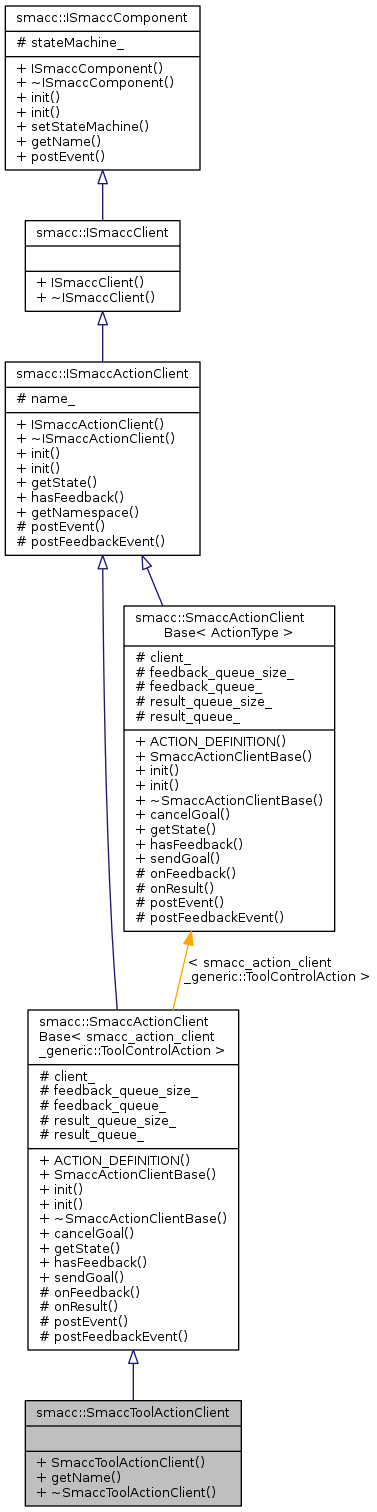 smacc::ISmaccComponent
# stateMachine_
+ ISmaccComponent()
+ ~ISmaccComponent()
+ init()
+ init()
+ setStateMachine()
+ getName()
+ postEvent()
smacc::ISmaccClient
+ ISmaccClient()
+ ~ISmaccClient()
smacc::ISmaccActionClient
# name_
+ ISmaccActionClient()
+ ~ISmaccActionClient()
+ init()
+ init()
+ getState()
+ hasFeedback()
+ getNamespace()
# postEvent()
# postFeedbackEvent()
smacc::SmaccActionClient
Base< ActionType >
# client_
# feedback_queue_size_
# feedback_queue_
# result_queue_size_
# result_queue_
+ ACTION_DEFINITION()
+ SmaccActionClientBase()
+ init()
+ init()
+ ~SmaccActionClientBase()
+ cancelGoal()
+ getState()
+ hasFeedback()
+ sendGoal()
# onFeedback()
# onResult()
# postEvent()
# postFeedbackEvent()
< smacc_action_client
_generic::ToolControlAction >
smacc::SmaccActionClient
Base< smacc_action_client
_generic::ToolControlAction >
# client_
# feedback_queue_size_
# feedback_queue_
# result_queue_size_
# result_queue_
+ ACTION_DEFINITION()
+ SmaccActionClientBase()
+ init()
+ init()
+ ~SmaccActionClientBase()
+ cancelGoal()
+ getState()
+ hasFeedback()
+ sendGoal()
# onFeedback()
# onResult()
# postEvent()
# postFeedbackEvent()
smacc::SmaccToolActionClient
+ SmaccToolActionClient()
+ getName()
+ ~SmaccToolActionClient()